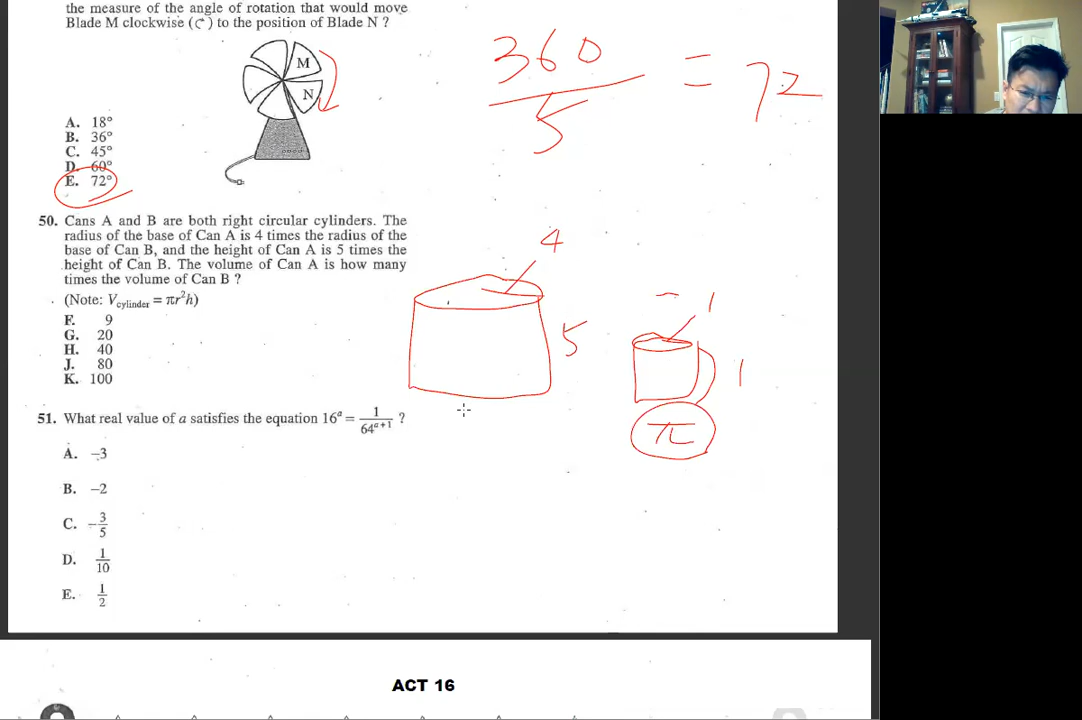 the measure of the angle of rotation that would move
Blade M clockwise (↷) to the position of Blade N ?
M
N
A. 18°
B. 36°
C. 45°
D. 60°
E. 72°
360
5
= 72
50. Cans A and B are both right circular cylinders. The
radius of the base of Can A is 4 times the radius of the
base of Can B, and the height of Can A is 5 times the
height of Can B. The volume of Can A is how many
times the volume of Can B ?
(Note: Vcylinder = πr²h)
F. 9
G. 20
H. 40
J. 80
K. 100
4
5
1
1
π
51. What real value of a satisfies the equation 16ᵃ = 1/64ᵃ⁺¹ ?
A. −3
B. −2
C. −3/5
D. 1/10
E. 1/2
ACT 16